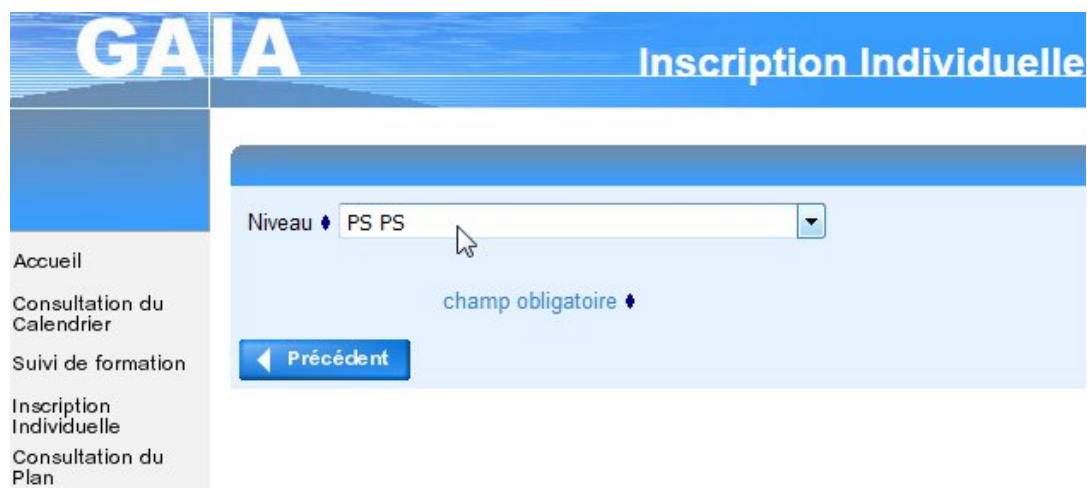 GAIA
Inscription Individuelle
Niveau ♦ PS PS
champ obligatoire ♦
Précédent
Accueil
Consultation du
Calendrier
Suivi de formation
Inscription
Individuelle
Consultation du
Plan